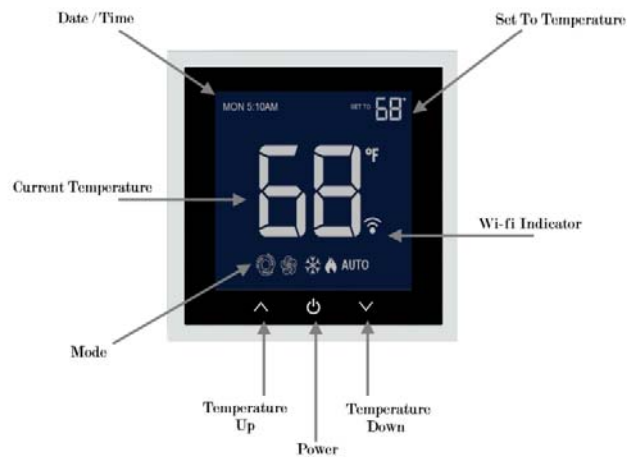 Date / Time
Set To Temperature
MON 5:10AM
SET TO 68°
68 °F
Current Temperature
Wi-fi Indicator
AUTO
Mode
Temperature
Up
Temperature
Down
Power